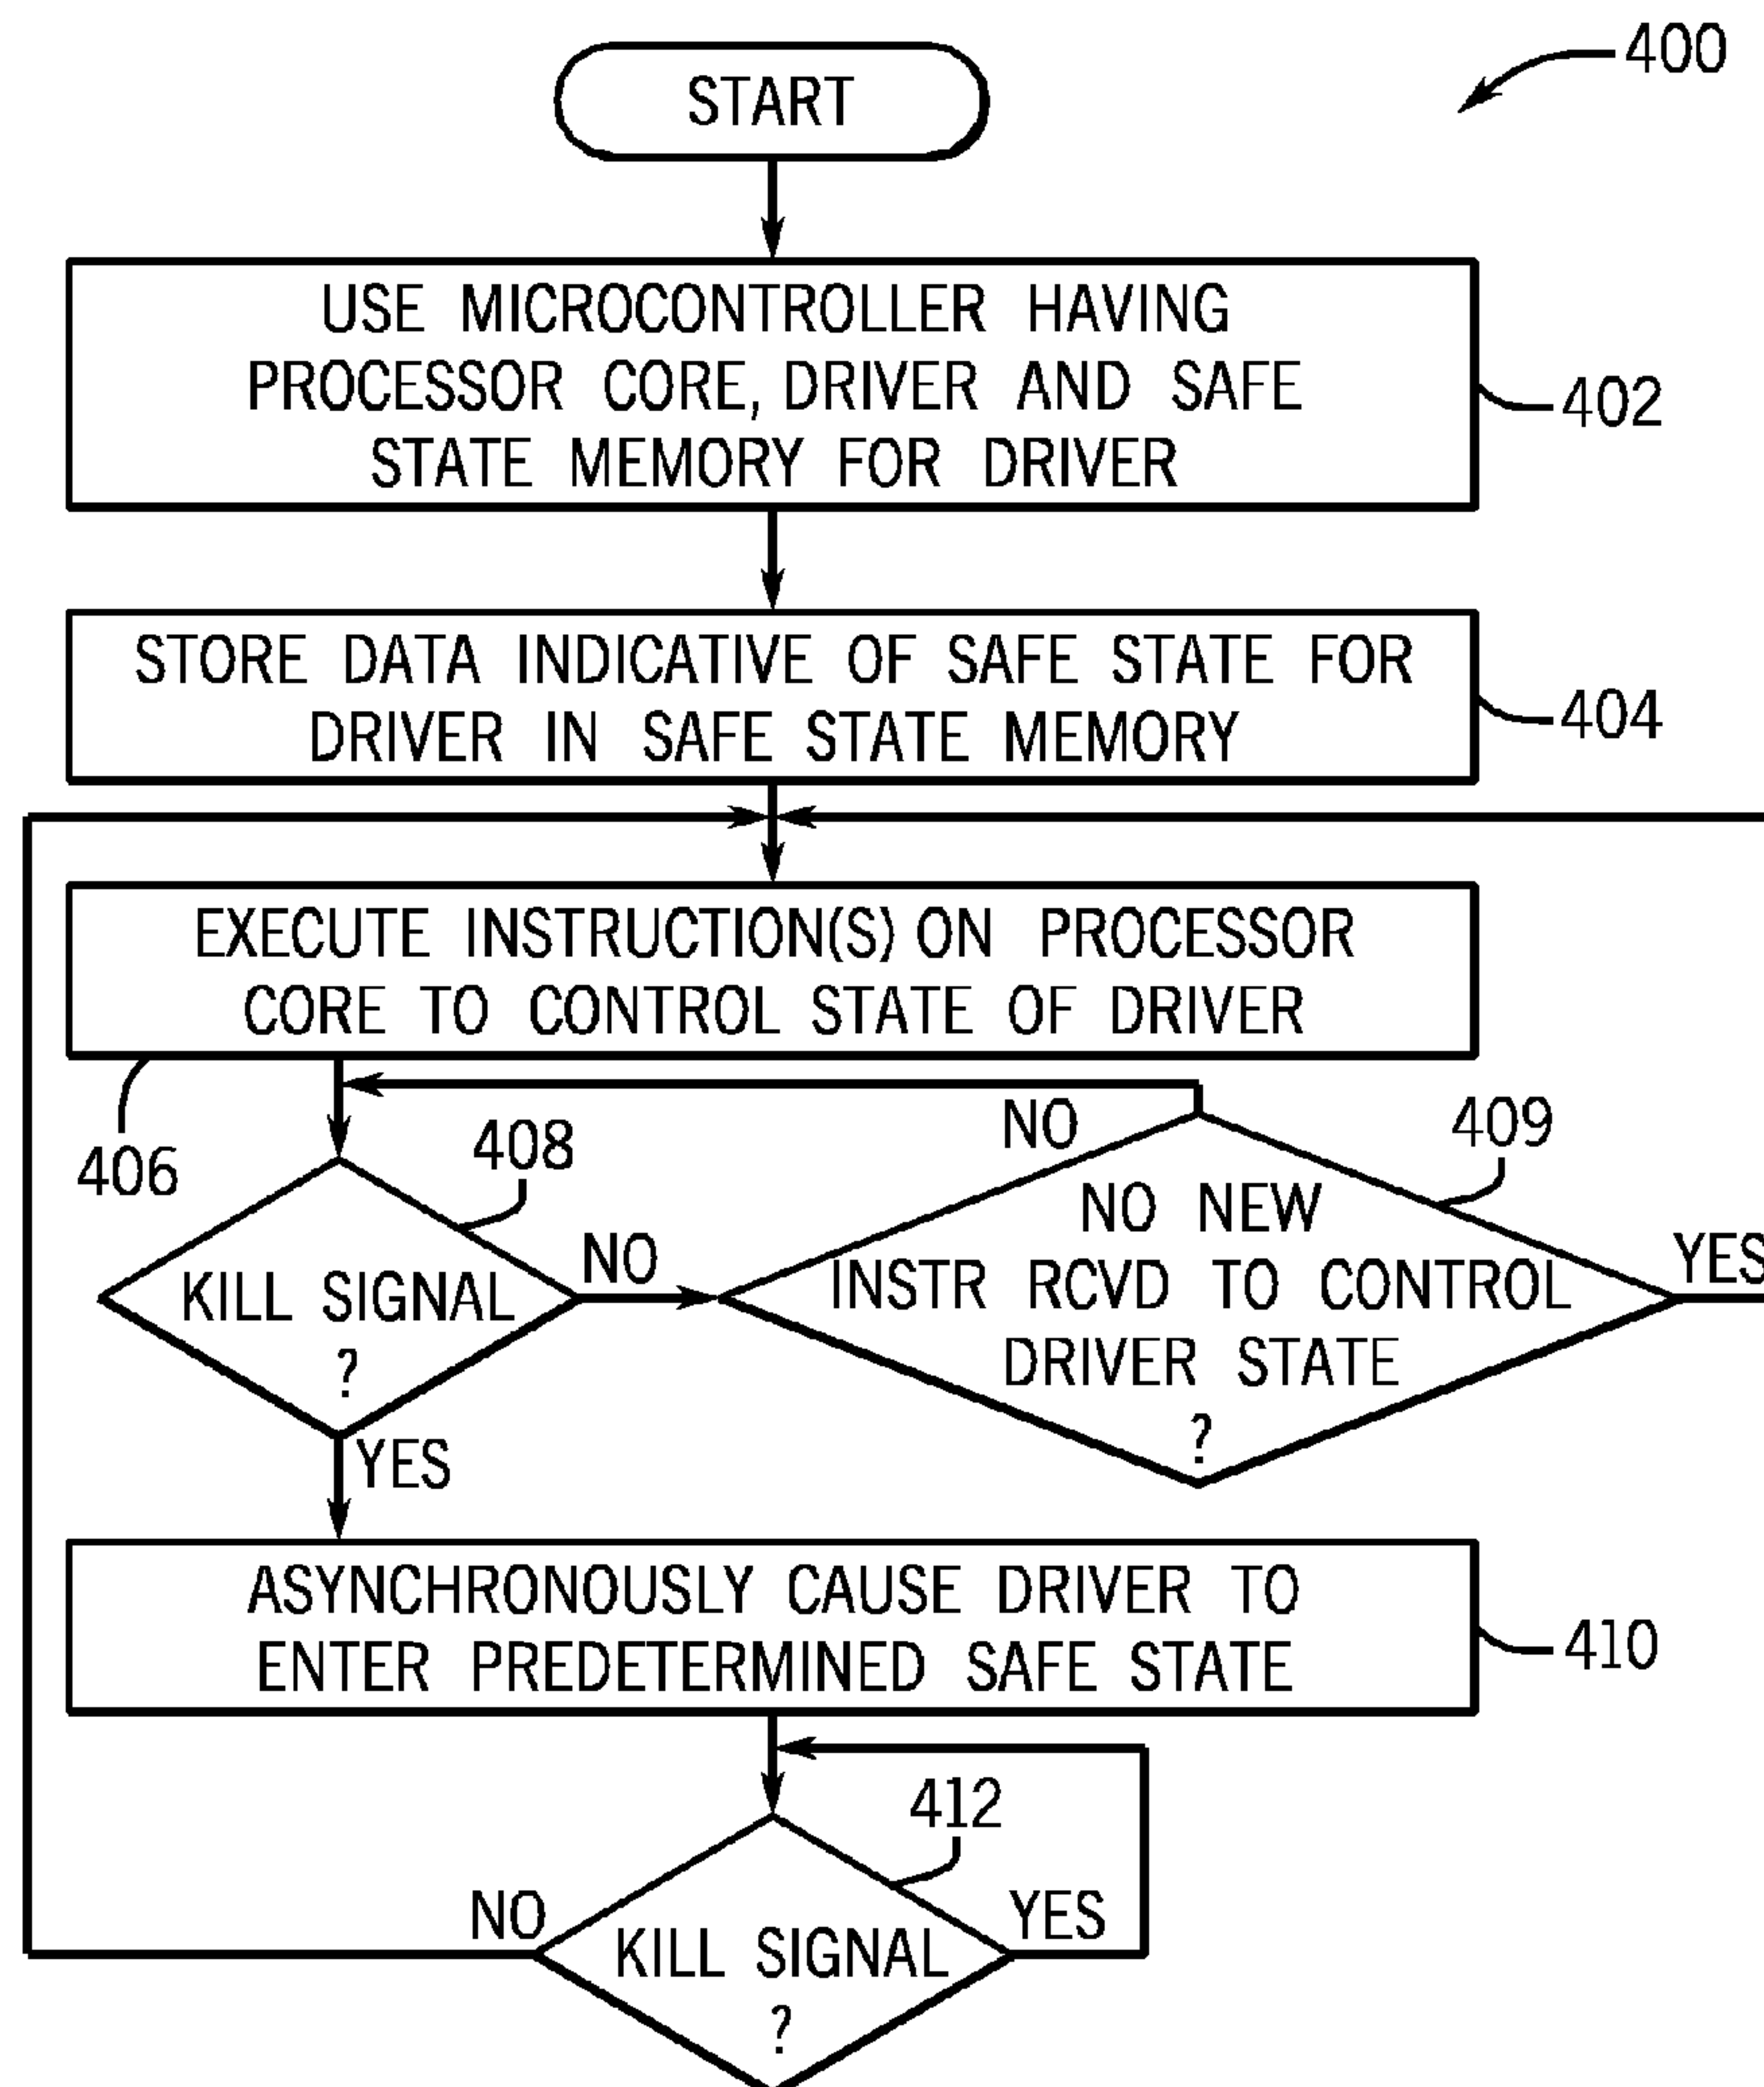 400
START
USE MICROCONTROLLER HAVING
PROCESSOR CORE, DRIVER AND SAFE
STATE MEMORY FOR DRIVER
402
STORE DATA INDICATIVE OF SAFE STATE FOR
DRIVER IN SAFE STATE MEMORY
404
EXECUTE INSTRUCTION(S) ON PROCESSOR
CORE TO CONTROL STATE OF DRIVER
406
408
KILL SIGNAL
?
NO
YES
NO
409
NO NEW
INSTR RCVD TO CONTROL
DRIVER STATE
?
YES
ASYNCHRONOUSLY CAUSE DRIVER TO
ENTER PREDETERMINED SAFE STATE
410
412
NO
KILL SIGNAL
?
YES